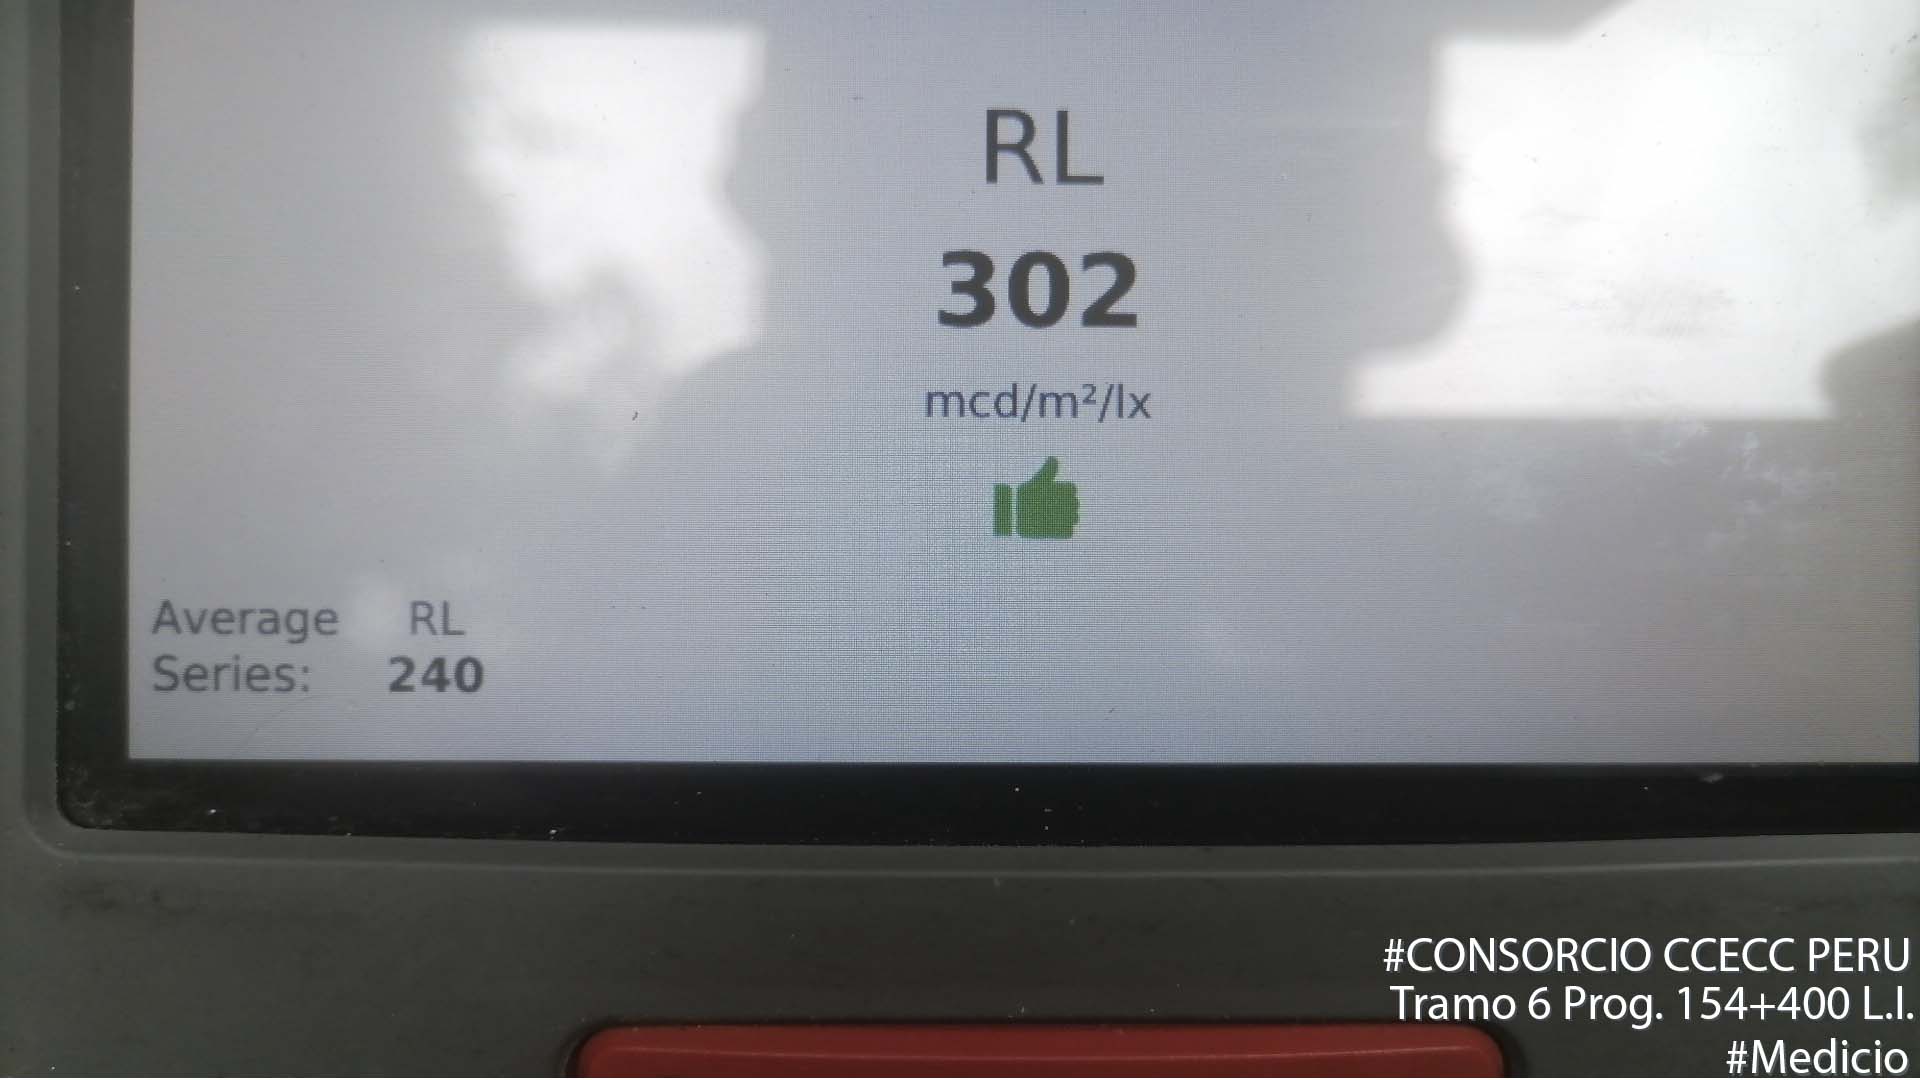 RL
302
mcd/m²/lx
Average RL
Series: 240
#CONSORCIO CCECC PERU
Tramo 6 Prog. 154+400 L.I.
#Medicio